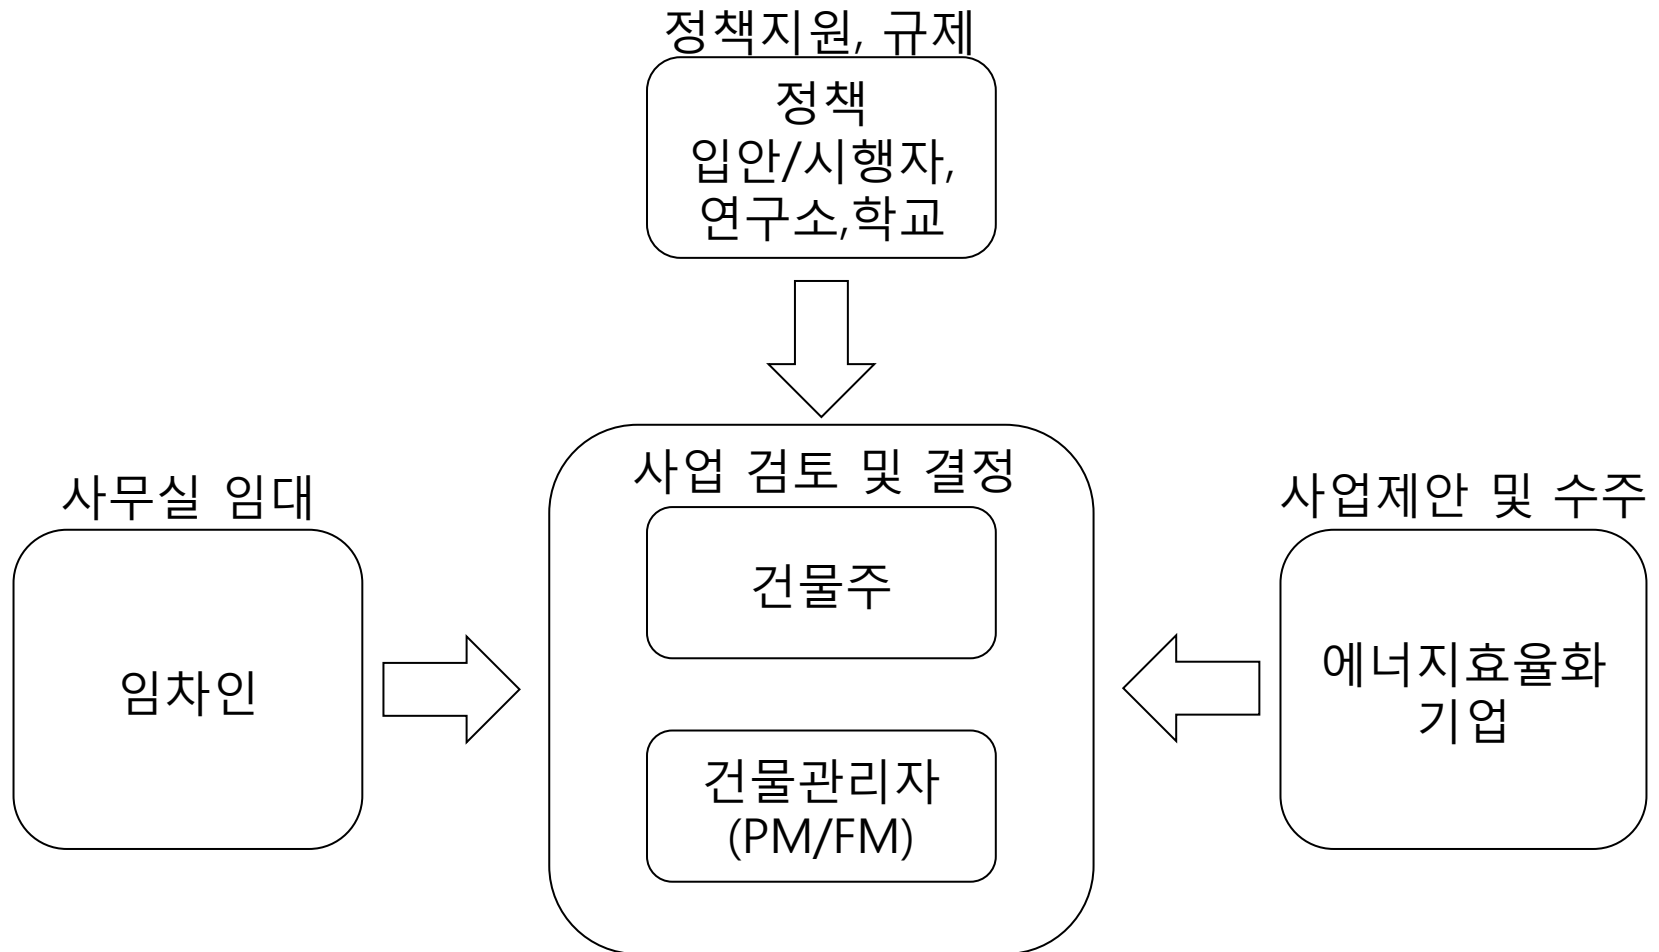 정책지원, 규제
정책
입안/시행자,
연구소,학교
사업 검토 및 결정
건물주
건물관리자
(PM/FM)
사무실 임대
임차인
사업제안 및 수주
에너지효율화
기업